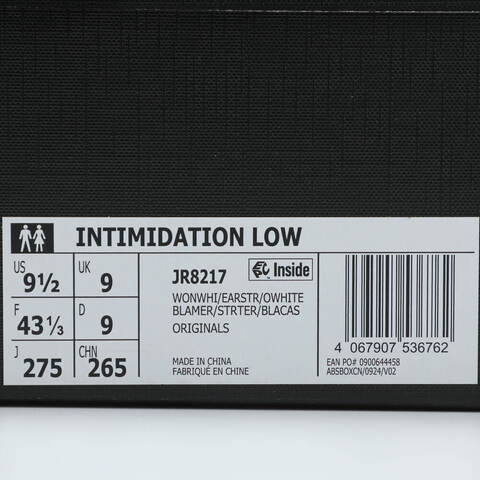 INTIMIDATION LOW
US 9½ UK 9
F 43⅓ D 9
J 275 CHN 265
JR8217 Inside
WONWHI/EARSTR/OWHITE
BLAMER/STRTER/BLACAS
ORIGINALS
MADE IN CHINA
FABRIQUÉ EN CHINE
4 067907 536762
EAN PO# 0900644458
ABSBOXCN/0924/V02